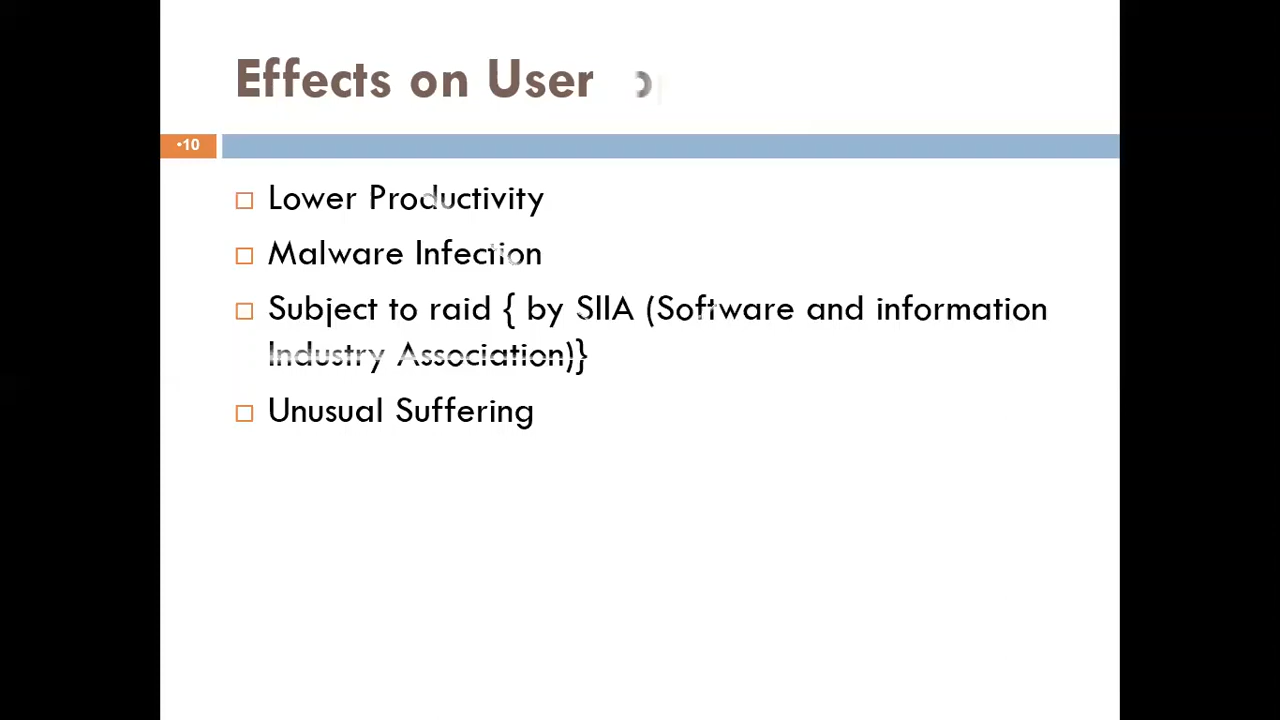 Effects on User
•10
Lower Productivity
Malware Infection
Subject to raid { by SIIA (Software and information
Industry Association)}
Unusual Suffering